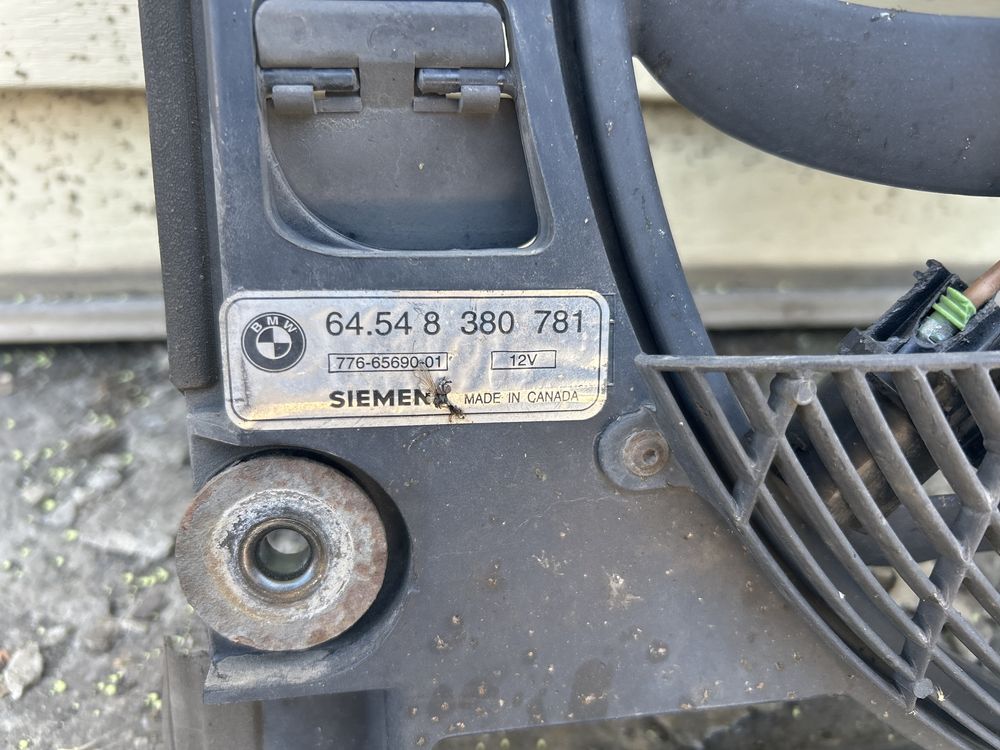 BMW
64.54 8 380 781
776-65690-01 12V
SIEMENS MADE IN CANADA